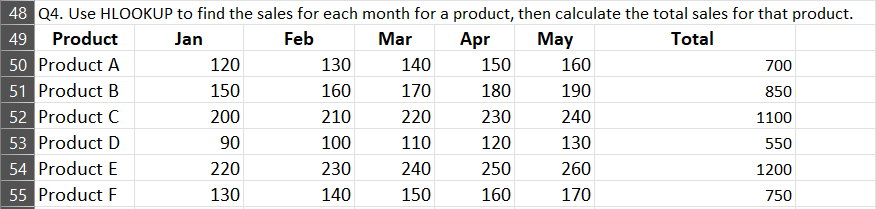 48 Q4. Use HLOOKUP to find the sales for each month for a product, then calculate the total sales for that product.
49 Product Jan Feb Mar Apr May Total
50 Product A 120 130 140 150 160 700
51 Product B 150 160 170 180 190 850
52 Product C 200 210 220 230 240 1100
53 Product D 90 100 110 120 130 550
54 Product E 220 230 240 250 260 1200
55 Product F 130 140 150 160 170 750